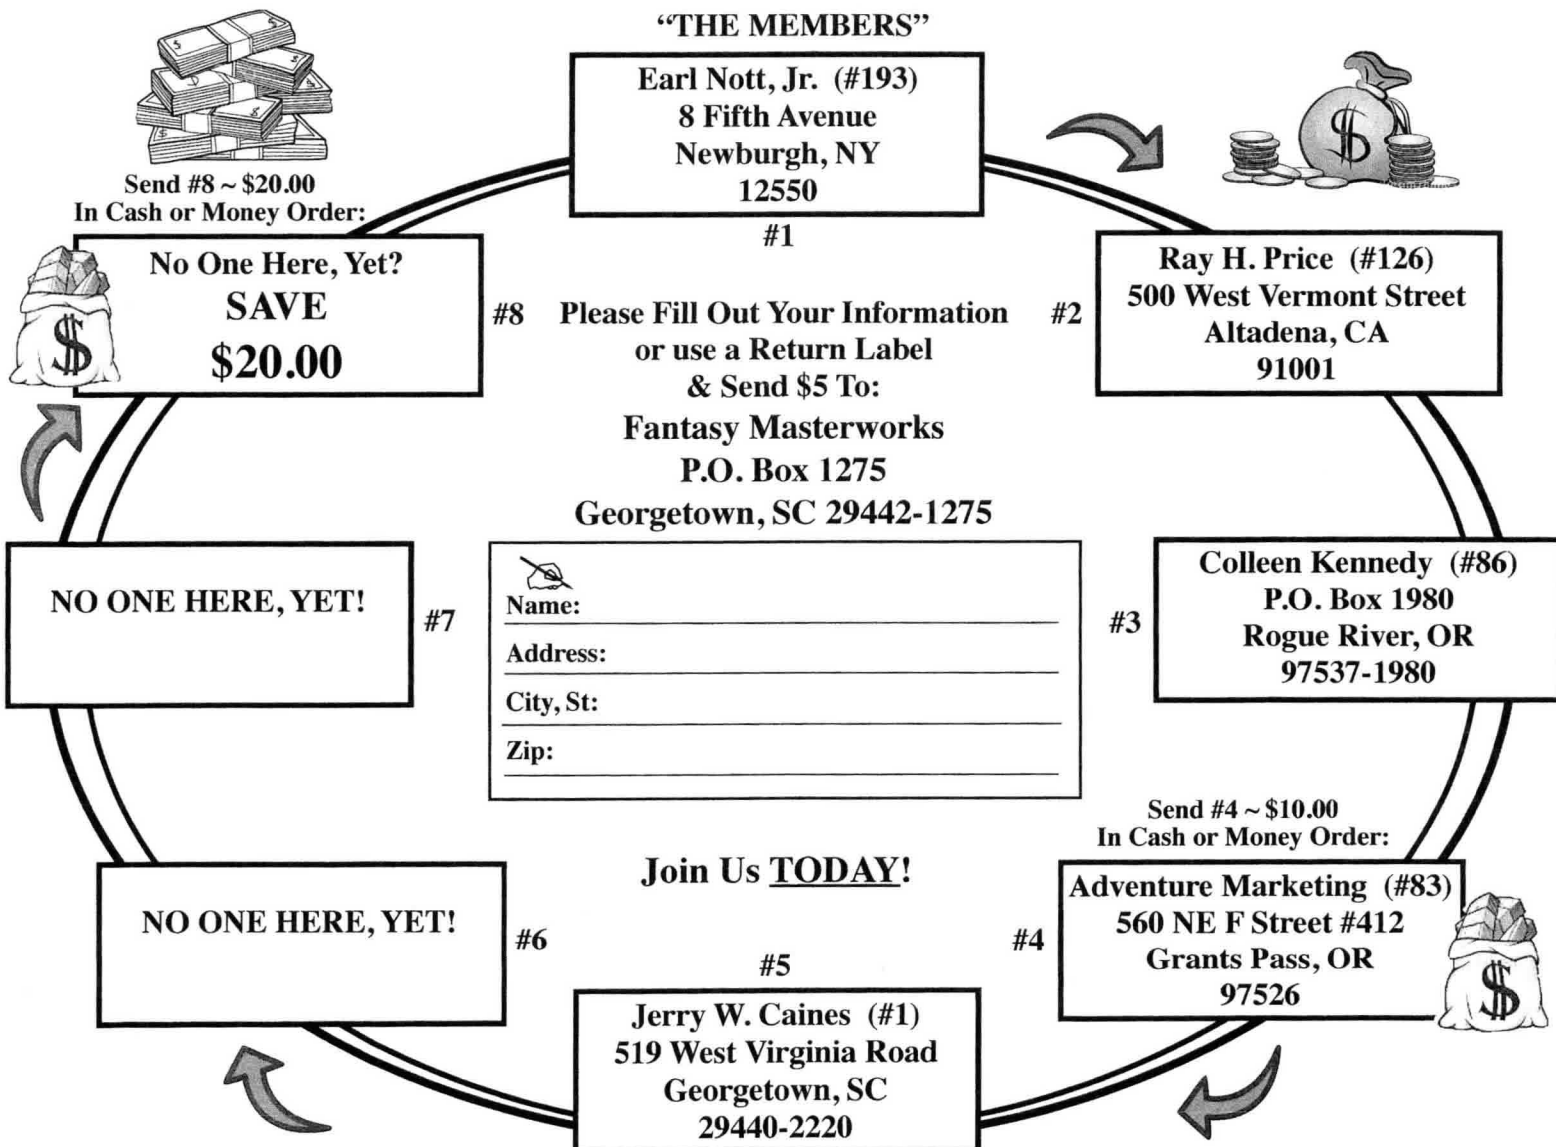 “THE MEMBERS”
Earl Nott, Jr. (#193)
8 Fifth Avenue
Newburgh, NY
12550
#1
Ray H. Price (#126)
500 West Vermont Street
Altadena, CA
91001
#2
Colleen Kennedy (#86)
P.O. Box 1980
Rogue River, OR
97537-1980
#3
Send #4 ~ $10.00
In Cash or Money Order:
Adventure Marketing (#83)
560 NE F Street #412
Grants Pass, OR
97526
#4
#5
Jerry W. Caines (#1)
519 West Virginia Road
Georgetown, SC
29440-2220
NO ONE HERE, YET!
#6
NO ONE HERE, YET!
#7
Send #8 ~ $20.00
In Cash or Money Order:
No One Here, Yet?
SAVE
$20.00
#8
Please Fill Out Your Information
or use a Return Label
& Send $5 To:
Fantasy Masterworks
P.O. Box 1275
Georgetown, SC 29442-1275
Name:
Address:
City, St:
Zip:
Join Us TODAY!
$
$
$